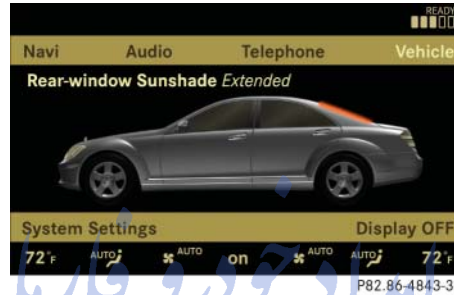 READY
Navi Audio Telephone Vehicle
Rear-window Sunshade Extended
System Settings Display OFF
72°F AUTO AUTO on AUTO AUTO 72°F
P82.86-4843-3